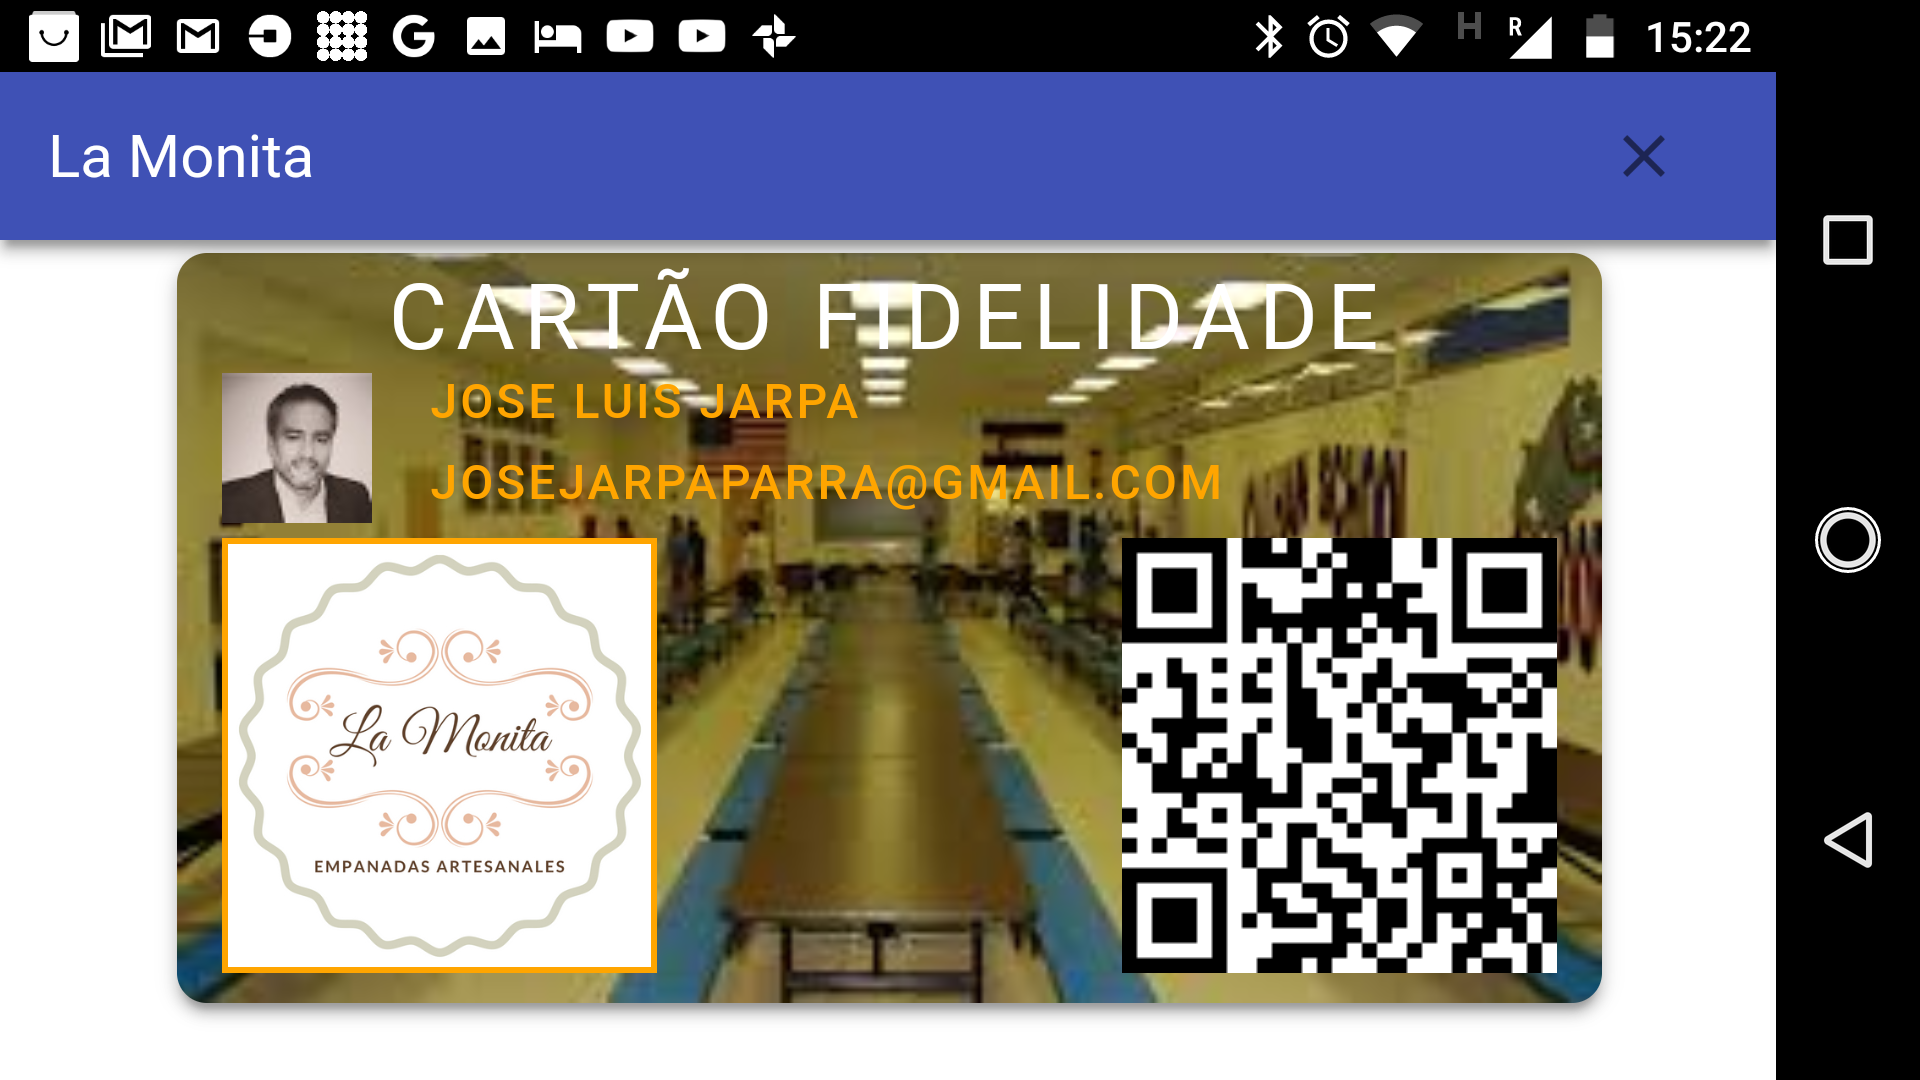 H
R
15:22
La Monita
CARTÃO FIDELIDADE
JOSE LUIS JARPA
JOSEJARPAPARRA@GMAIL.COM
La Monita
EMPANADAS ARTESANALES